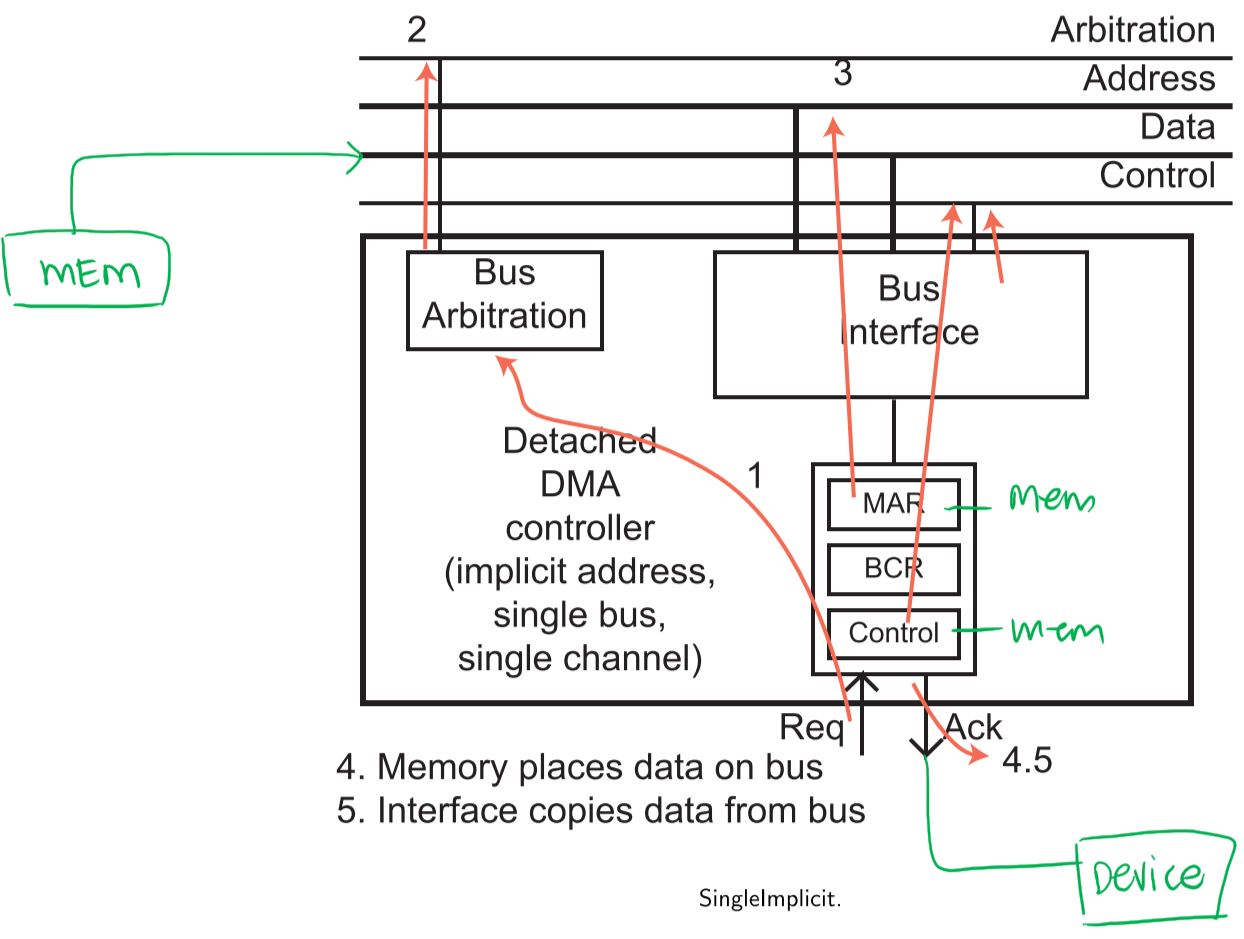 2
Arbitration
3
Address
Data
Control
mEm
Bus
Arbitration
Bus
Interface
Detached
DMA
controller
(implicit address,
single bus,
single channel)
1
MAR
mem
BCR
Control
mem
Req
Ack
4.5
4. Memory places data on bus
5. Interface copies data from bus
Device
SingleImplicit.